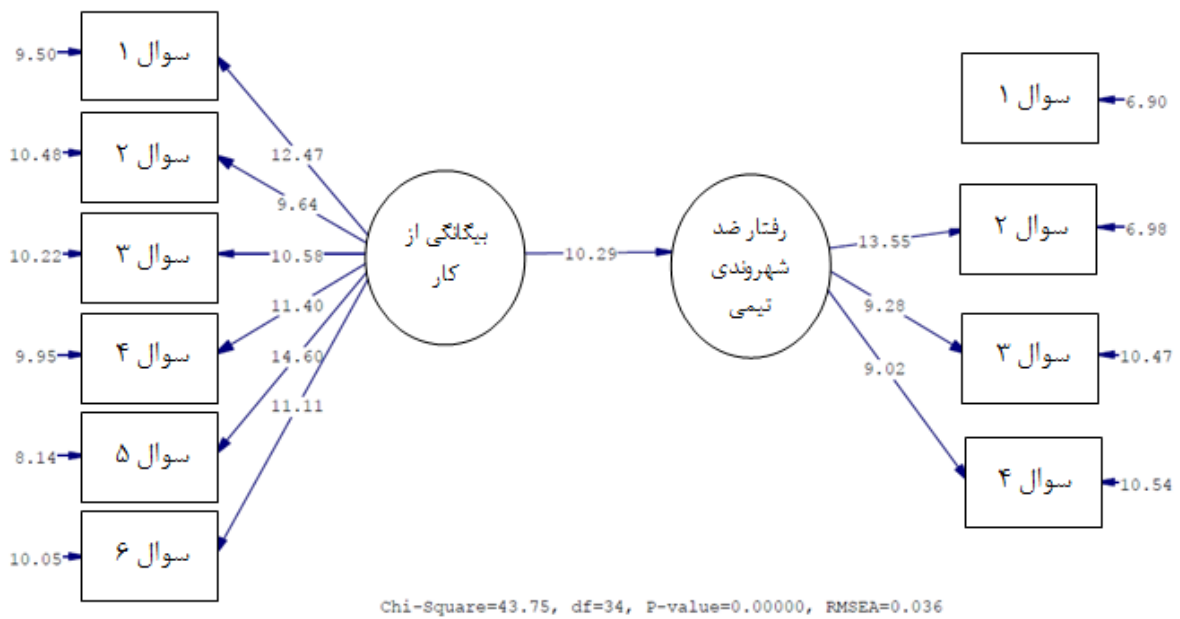 9.50
سوال ۱
12.47
سوال ۱
6.90
10.48
سوال ۲
9.64
10.22
سوال ۳
10.58
بیگانگی از
کار
10.29
رفتار ضد
شهروندی
تیمی
13.55
سوال ۲
6.98
9.95
سوال ۴
11.40
9.28
سوال ۳
10.47
8.14
سوال ۵
14.60
9.02
سوال ۴
10.54
10.05
سوال ۶
11.11
Chi-Square=43.75, df=34, P-value=0.00000, RMSEA=0.036